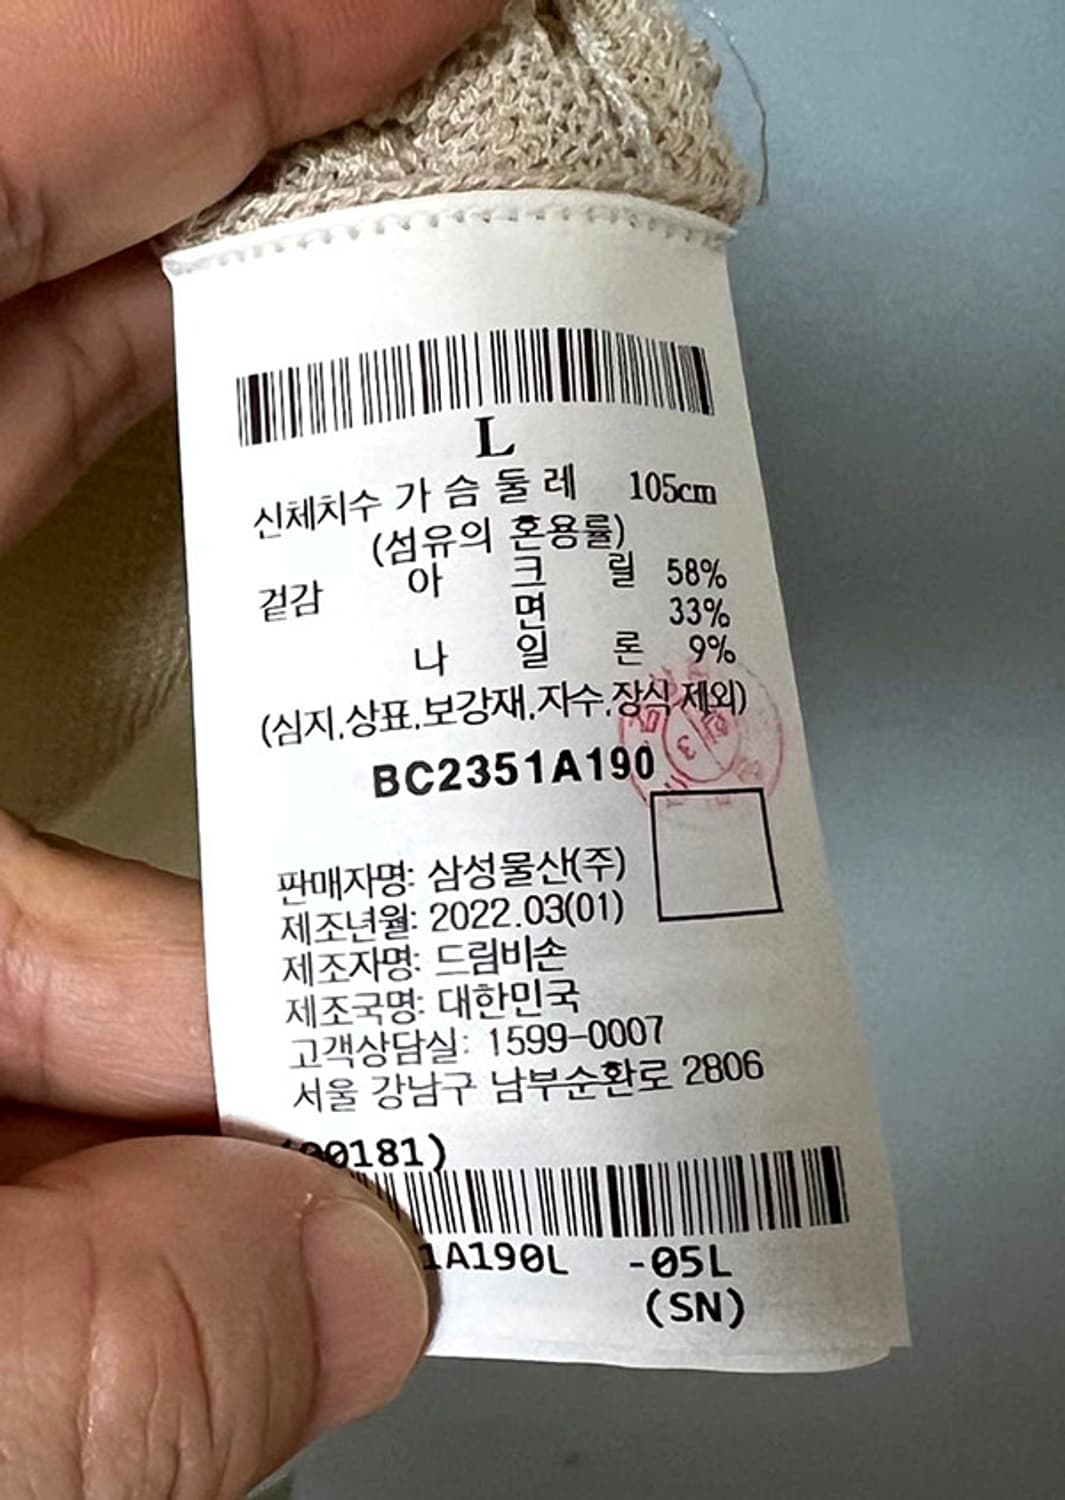 L
신체치수 가슴둘레 105cm
(섬유의 혼용률)
겉감 아크릴 58%
면 33%
나일론 9%
(심지,상표,보강재,자수,장식 제외)
BC2351A190
판매자명: 삼성물산(주)
제조년월: 2022.03(01)
제조자명: 드림비손
제조국명: 대한민국
고객상담실: 1599-0007
서울 강남구 남부순환로 2806
00181)
1A190L -05L
(SN)